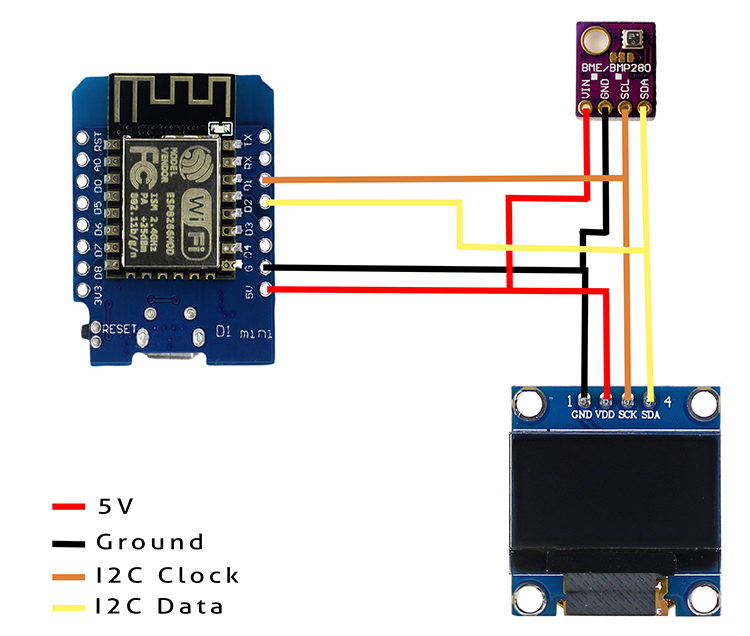 BME/BMP280
VIN GND SCL SDA
RST TX
A0 RX
D0 D1
D5 D2
D6 D3
D7 D4
D8 G
3V3 5V
MODEL
VENDOR
ESP8266MOD
WiFi
FC
ISM 2.4GHz
PA +25dBm
802.11b/g/n
RESET
D1 mini
1 4
GND VDD SCK SDA
5V
Ground
I2C Clock
I2C Data